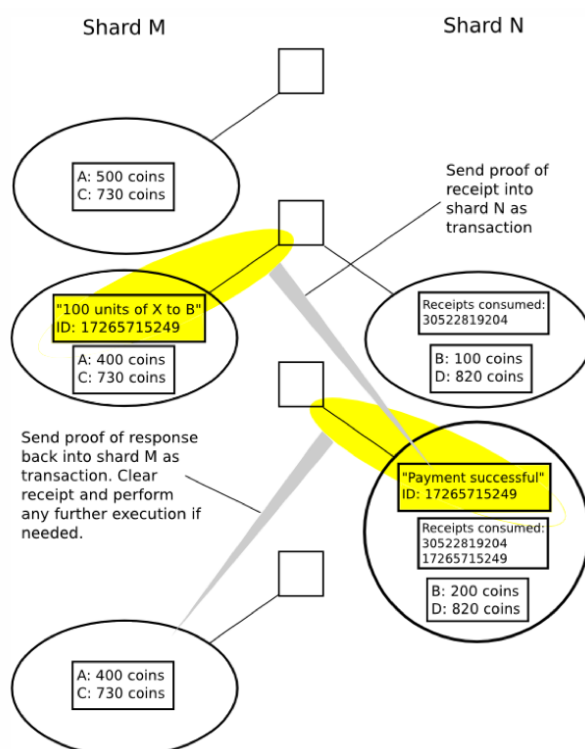 Shard M
Shard N
A: 500 coins
C: 730 coins
Send proof of
receipt into
shard N as
transaction
"100 units of X to B"
ID: 17265715249
A: 400 coins
C: 730 coins
Receipts consumed:
30522819204
B: 100 coins
D: 820 coins
Send proof of response
back into shard M as
transaction. Clear
receipt and perform
any further execution if
needed.
"Payment successful"
ID: 17265715249
Receipts consumed:
30522819204
17265715249
B: 200 coins
D: 820 coins
A: 400 coins
C: 730 coins